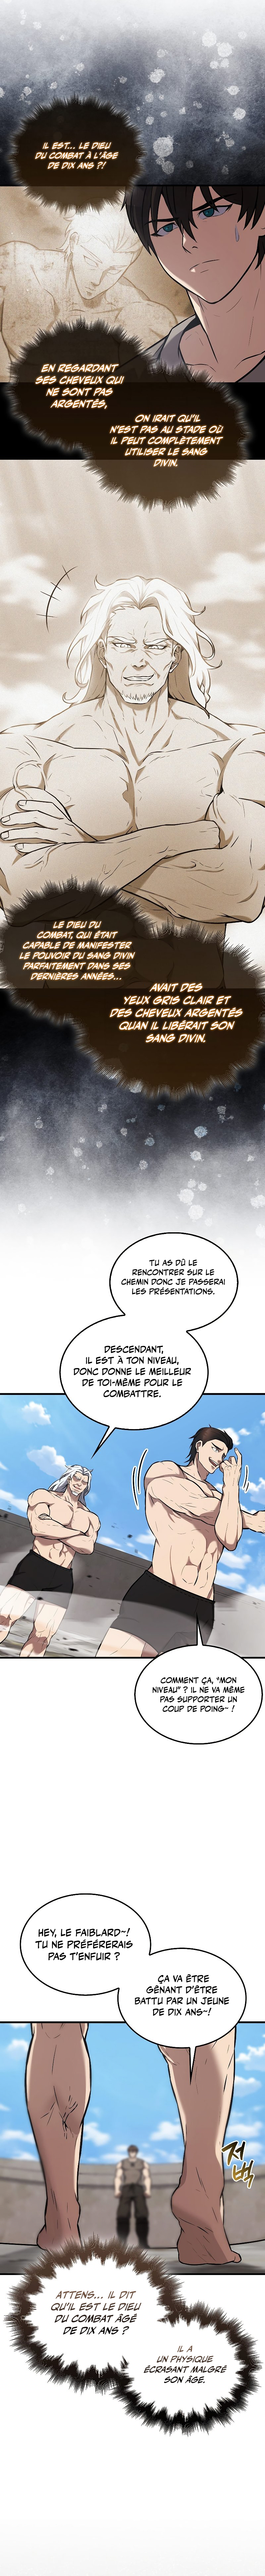 IL EST... LE DIEU
DU COMBAT À L'ÂGE
DE DIX ANS ?!
EN REGARDANT
SES CHEVEUX QUI
NE SONT PAS
ARGENTÉS,
ON IRAIT QU'IL
N'EST PAS AU STADE OÙ
IL PEUT COMPLÈTEMENT
UTILISER LE SANG
DIVIN.
LE DIEU DU
COMBAT, QUI ÉTAIT
CAPABLE DE MANIFESTER
LE POUVOIR DU SANG DIVIN
PARFAITEMENT DANS SES
DERNIÈRES ANNÉES...
AVAIT DES
YEUX GRIS CLAIR ET
DES CHEVEUX ARGENTÉS
QUAN IL LIBÉRAIT SON
SANG DIVIN.
TU AS DÛ LE
RENCONTRER SUR LE
CHEMIN DONC JE PASSERAI
LES PRÉSENTATIONS.
DESCENDANT,
IL EST À TON NIVEAU,
DONC DONNE LE MEILLEUR
DE TOI-MÊME POUR LE
COMBATTRE.
COMMENT ÇA, "MON
NIVEAU" ? IL NE VA MÊME
PAS SUPPORTER UN
COUP DE POING~ !
HEY, LE FAIBLARD~!
TU NE PRÉFÉRERAIS
PAS T'ENFUIR ?
ÇA VA ÊTRE
GÊNANT D'ÊTRE
BATTU PAR UN JEUNE
DE DIX ANS~!
저
벅
ATTENS... IL DIT
QU'IL EST LE DIEU
DU COMBAT ÂGÉ
DE DIX ANS ?
IL A
UN PHYSIQUE
ÉCRASANT MALGRÉ
SON ÂGE.